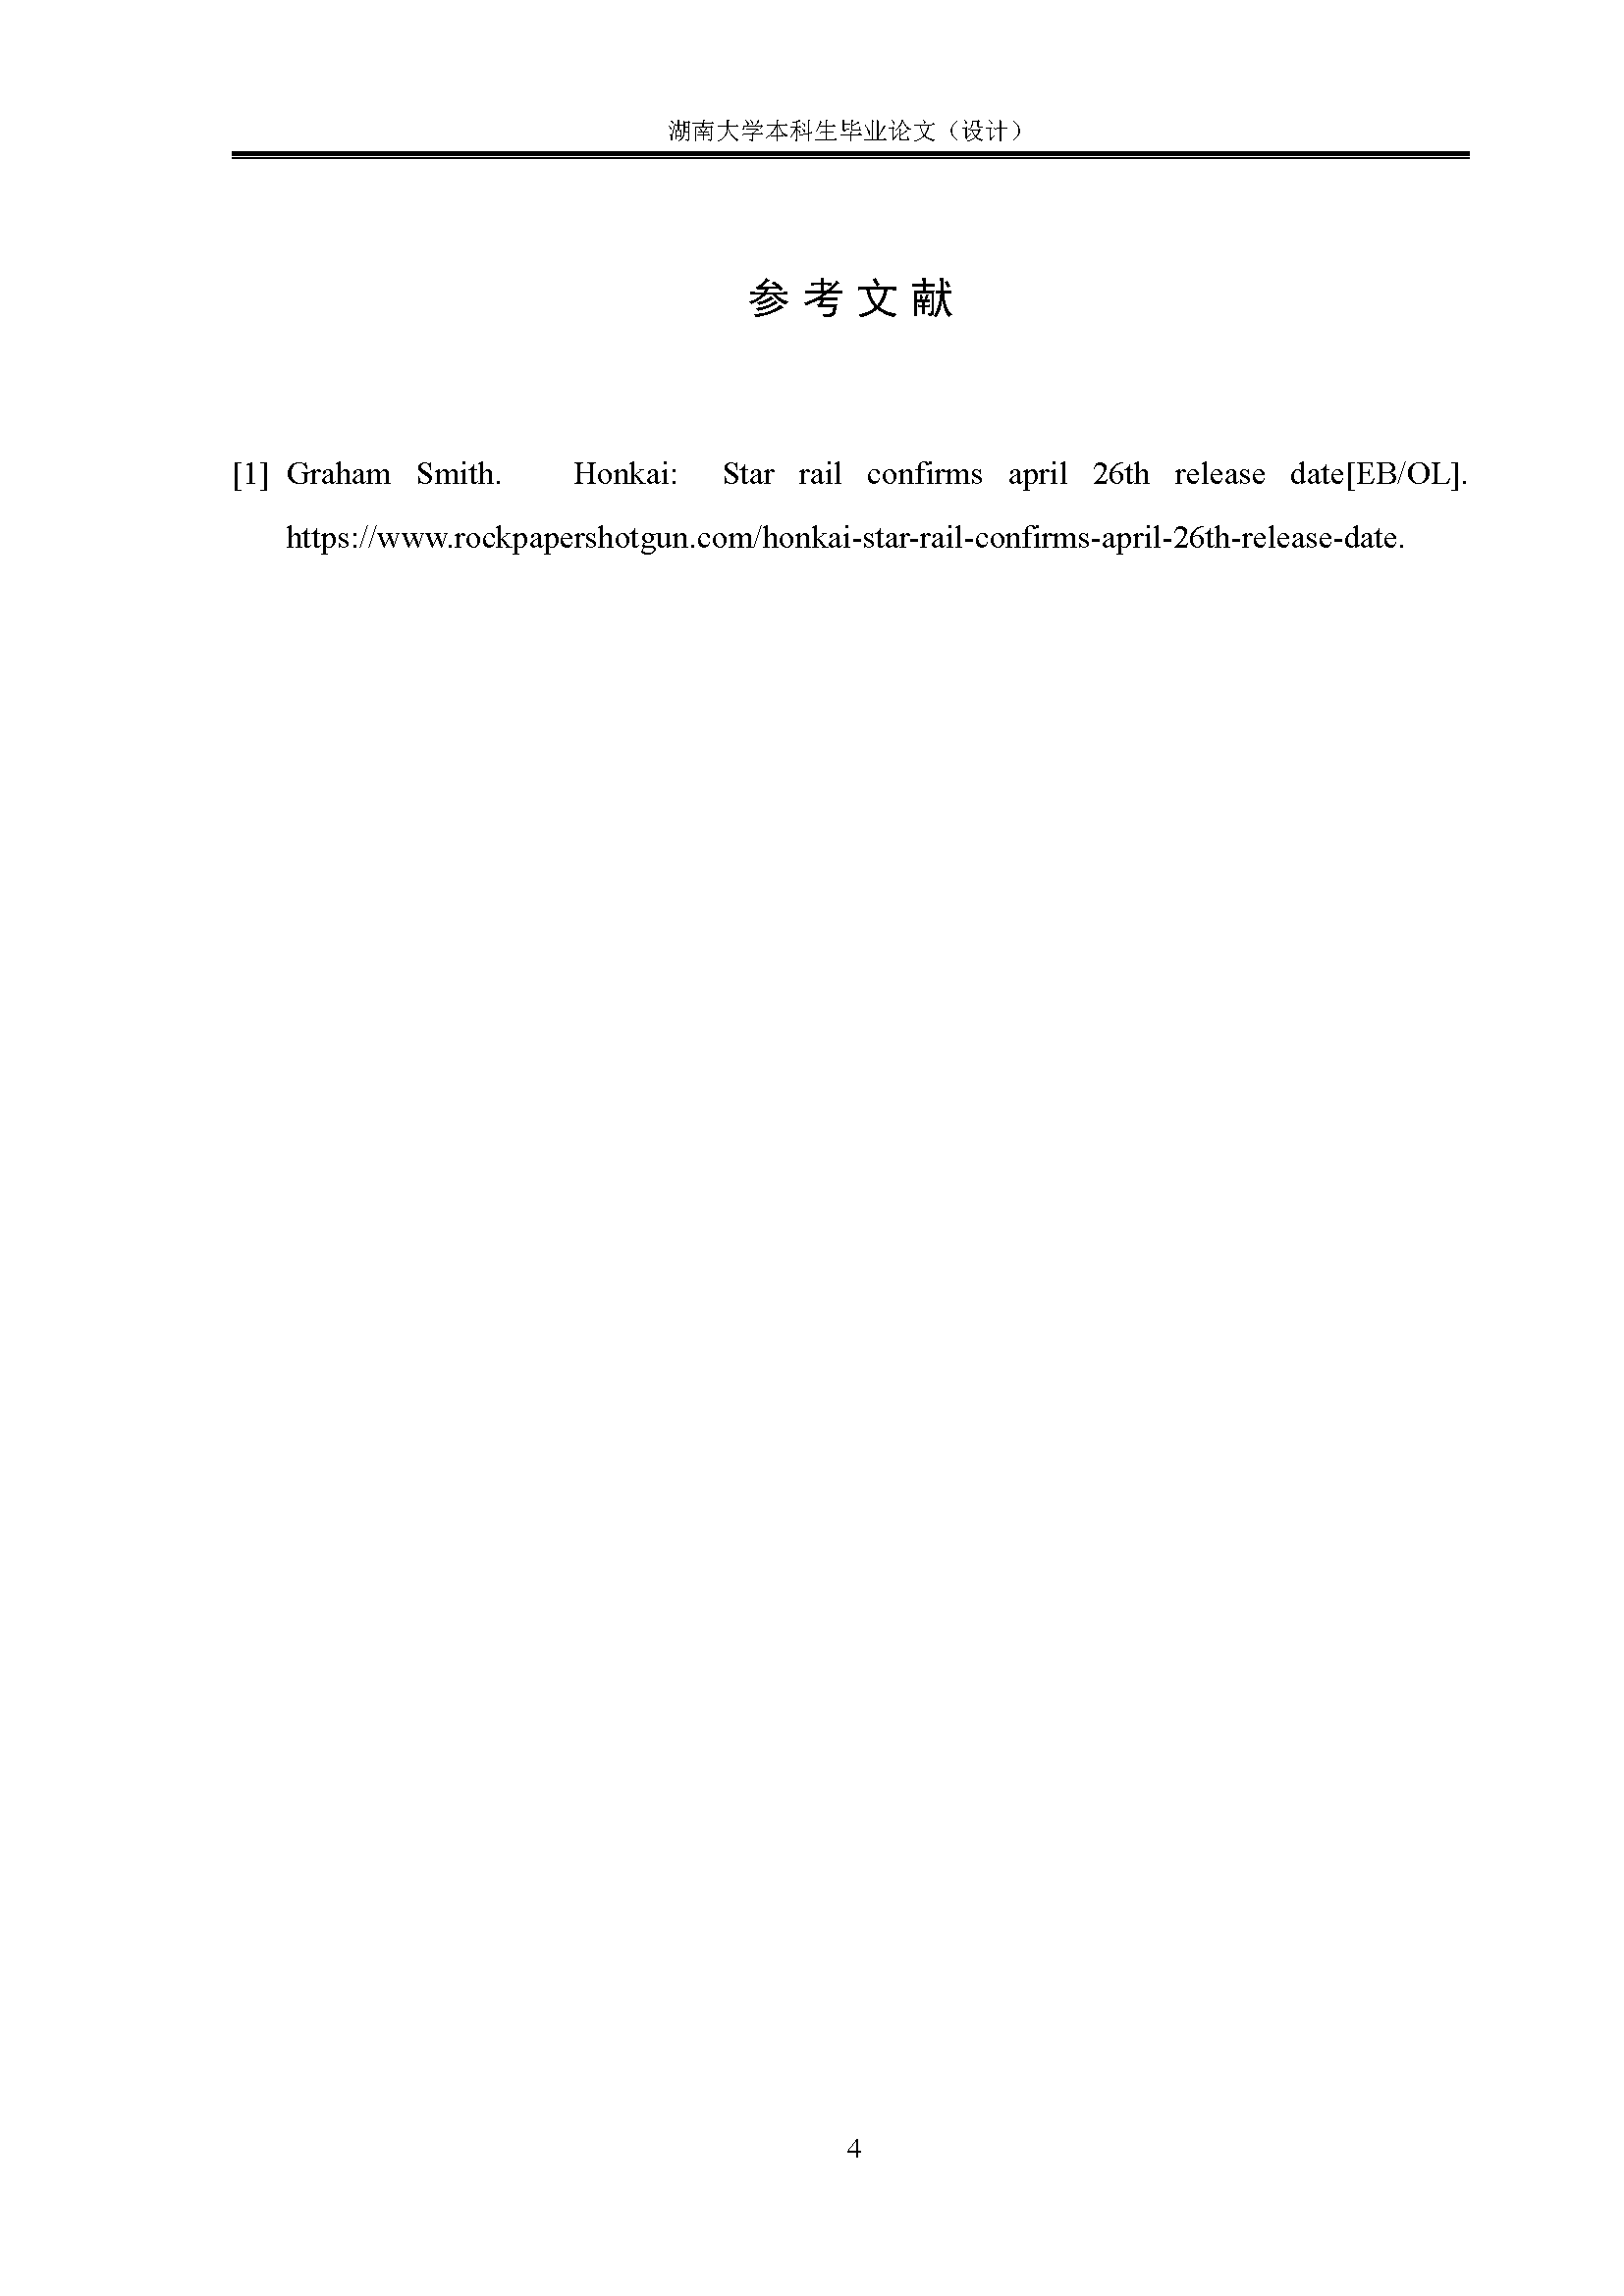 湖南大学本科生毕业论文（设计）
参 考 文 献
[1] Graham Smith. Honkai: Star rail confirms april 26th release date[EB/OL].
https://www.rockpapershotgun.com/honkai-star-rail-confirms-april-26th-release-date.
4